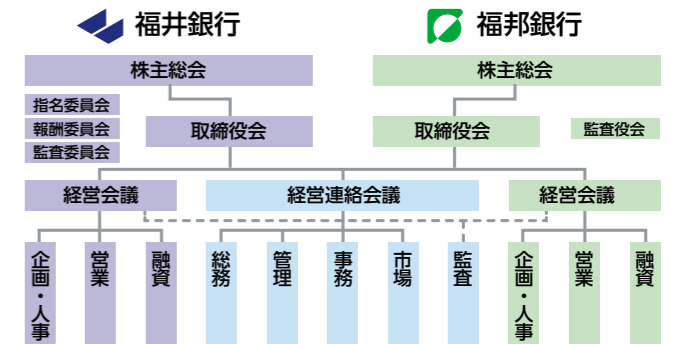 福井銀行
福邦銀行
株主総会
株主総会
指名委員会
報酬委員会
監査委員会
取締役会
取締役会
監査役会
経営会議
経営連絡会議
経営会議
企画・人事
営業
融資
総務
管理
事務
市場
監査
企画・人事
営業
融資